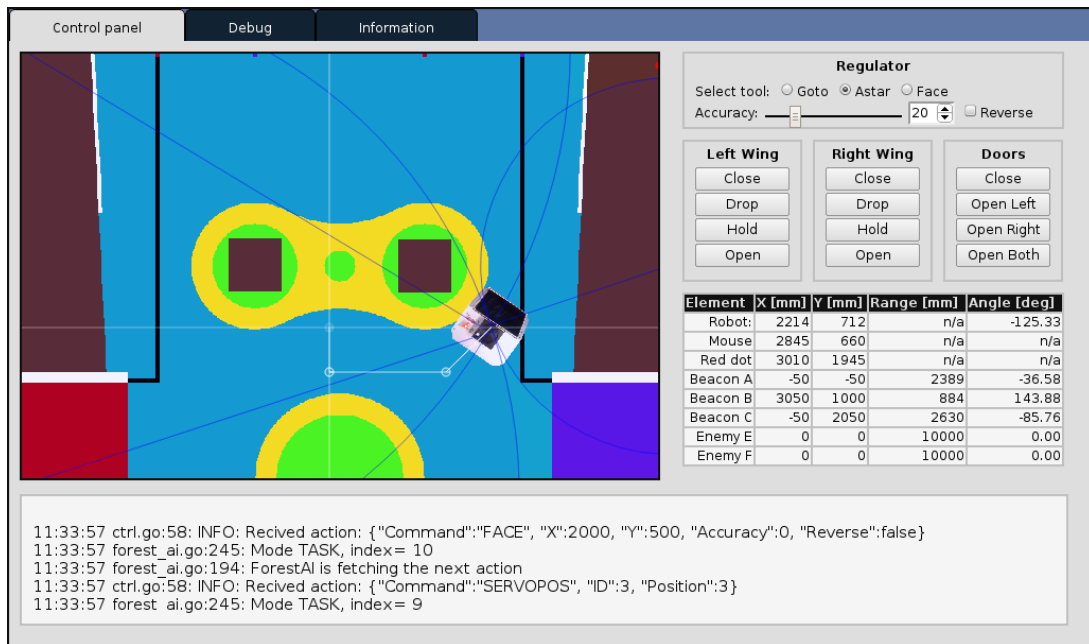 Control panel Debug Information
Regulator
Select tool: Goto Astar Face
Accuracy: 20 Reverse
Left Wing Right Wing Doors
Close Close Close
Drop Drop Open Left
Hold Hold Open Right
Open Open Open Both
Element X [mm] Y [mm] Range [mm] Angle [deg]
Robot: 2214 712 n/a -125.33
Mouse 2845 660 n/a n/a
Red dot 3010 1945 n/a n/a
Beacon A -50 -50 2389 -36.58
Beacon B 3050 1000 884 143.88
Beacon C -50 2050 2630 -85.76
Enemy E 0 0 10000 0.00
Enemy F 0 0 10000 0.00
11:33:57 ctrl.go:58: INFO: Recived action: {"Command":"FACE", "X":2000, "Y":500, "Accuracy":0, "Reverse":false}
11:33:57 forest_ai.go:245: Mode TASK, index= 10
11:33:57 forest_ai.go:194: ForestAI is fetching the next action
11:33:57 ctrl.go:58: INFO: Recived action: {"Command":"SERVOPOS", "ID":3, "Position":3}
11:33:57 forest_ai.go:245: Mode TASK, index= 9